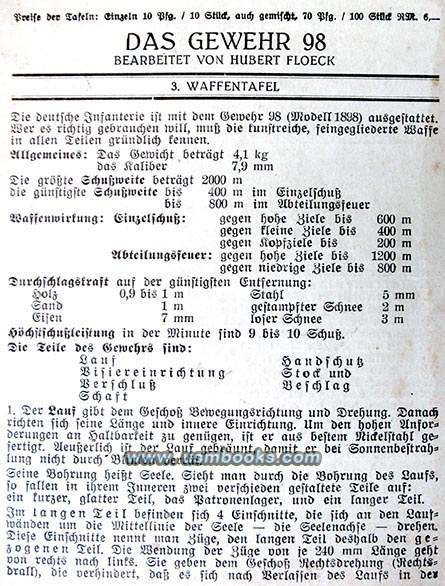 Preise der Tafeln: Einzeln 10 Pfg. / 10 Stück, auch gemischt, 70 Pfg. / 100 Stück RM. 6,—
DAS GEWEHR 98
BEARBEITET VON HUBERT FLOECK
3. WAFFENTAFEL
Die deutsche Infanterie ist mit dem Gewehr 98 (Modell 1898) ausgestattet.
Wer es richtig gebrauchen will, muß die kunstreiche, feingegliederte Waffe
in allen Teilen gründlich kennen.
Allgemeines: Das Gewicht beträgt 4,1 kg
das Kaliber 7,9 mm
Die größte Schußweite beträgt 2000 m
die günstigste Schußweite bis 400 m im Einzelschuß
bis 800 m im Abteilungsfeuer
Waffenwirkung: Einzelschuß: gegen hohe Ziele bis 600 m
gegen kleine Ziele bis 400 m
gegen Kopfziele bis 200 m
Abteilungsfeuer: gegen hohe Ziele bis 1200 m
gegen niedrige Ziele bis 800 m
Durchschlagskraft auf der günstigsten Entfernung:
Holz 0,9 bis 1 m Stahl 5 mm
Sand 1 m gestampfter Schnee 2 m
Eisen 7 mm loser Schnee 3 m
Höchstschußleistung in der Minute sind 9 bis 10 Schuß.
Die Teile des Gewehrs sind:
Lauf Handschutz
Visiereinrichtung Stock und
Verschluß Beschlag
Schaft
1. Der Lauf gibt dem Geschoß Bewegungsrichtung und Drehung. Danach
richten sich seine Länge und innere Einrichtung. Um den hohen Anfor-
derungen an Haltbarkeit zu genügen, ist er aus bestem Nickelstahl ge-
fertigt. Aeußerlich ist der Lauf gebräunt, damit er bei Sonnenbestrah-
lung nicht durch
www.usmbooks.com
Seine Bohrung heißt Seele. Sieht man durch die Bohrung des Laufs,
so fallen in ihrem Inneren zwei verschieden gestaltete Teile auf:
ein kurzer, glatter Teil, das Patronenlager, und ein langer Teil.
Im langen Teil befinden sich 4 Einschnitte, die sich an den Lauf-
wänden um die Mittellinie der Seele — die Seelenachse — drehen.
Diese Einschnitte nennt man Züge, den langen Teil deshalb den ge-
zogenen Teil. Die Wendung der Züge von je 240 mm Länge geht
von rechts nach links. Sie geben dem Geschoß Rechtsdrehung (Rechts-
drall), die verhindert, daß es sich nach Verlassen des Laufs in der